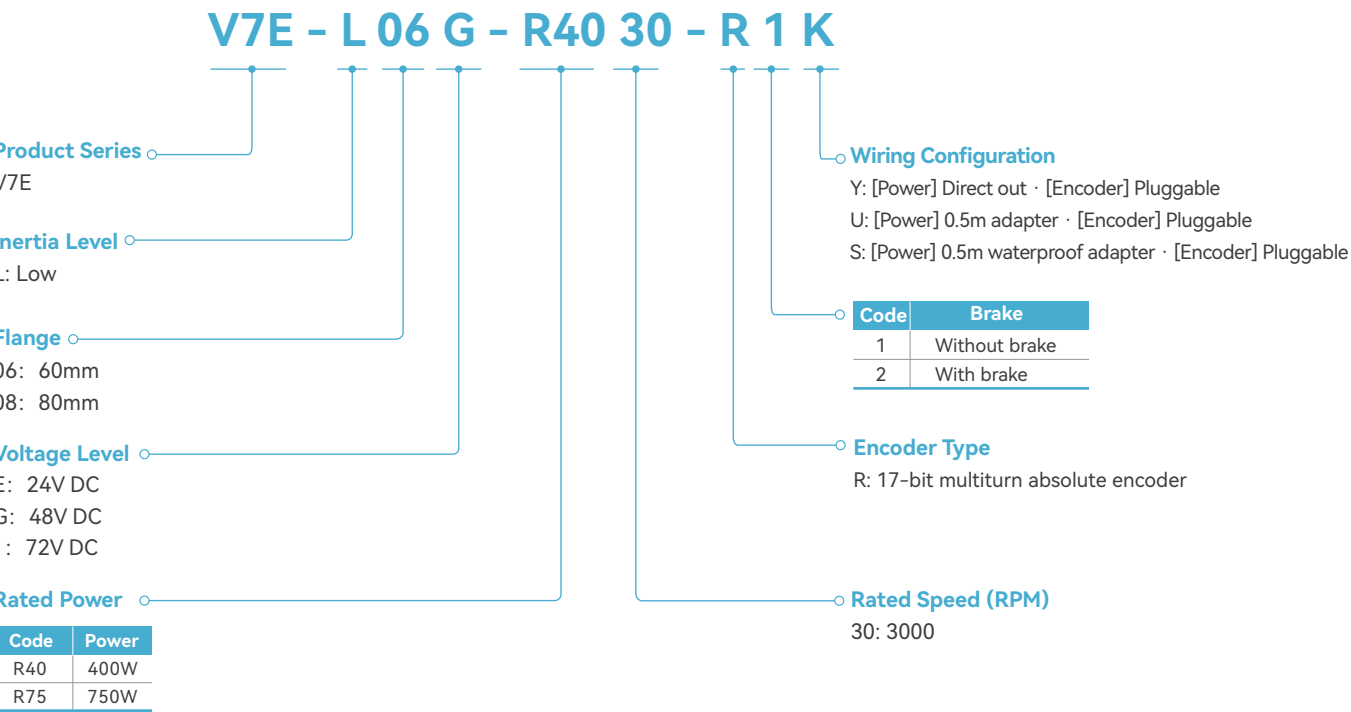 V7E - L 06 G - R40 30 - R 1 K
Product Series
V7E
Inertia Level
L: Low
Flange
06: 60mm
08: 80mm
Voltage Level
E: 24V DC
G: 48V DC
: 72V DC
Rated Power
Code Power
R40 400W
R75 750W
Wiring Configuration
Y: [Power] Direct out · [Encoder] Pluggable
U: [Power] 0.5m adapter · [Encoder] Pluggable
S: [Power] 0.5m waterproof adapter · [Encoder] Pluggable
Code Brake
1 Without brake
2 With brake
Encoder Type
R: 17-bit multiturn absolute encoder
Rated Speed (RPM)
30: 3000